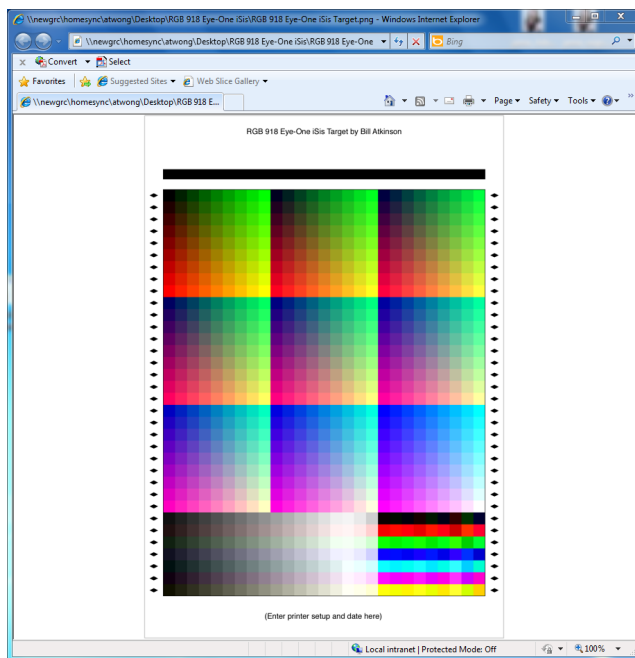 \\newgrc\homesync\atwong\Desktop\RGB 918 Eye-One iSis\RGB 918 Eye-One iSis Target.png - Windows Internet Explorer
\\newgrc\homesync\atwong\Desktop\RGB 918 Eye-One iSis\RGB 918 Eye-One Bing
x Convert Select
Favorites Suggested Sites Web Slice Gallery
\\newgrc\homesync\atwong\Desktop\RGB 918 E... Page Safety Tools »
RGB 918 Eye-One iSis Target by Bill Atkinson
(Enter printer setup and date here)
Local intranet | Protected Mode: Off 100%